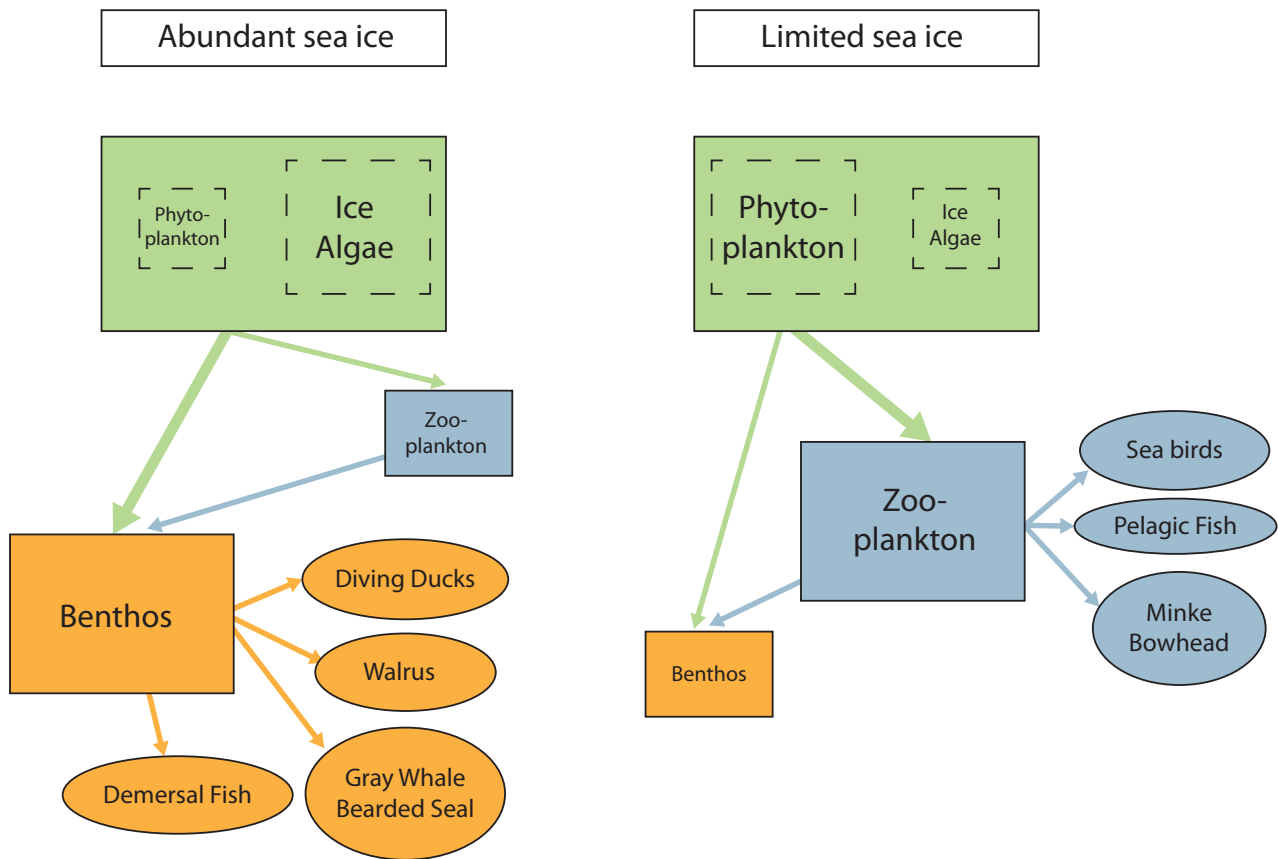 Abundant sea ice
Phyto-
plankton
Ice
Algae
Zoo-
plankton
Benthos
Diving Ducks
Walrus
Gray Whale
Bearded Seal
Demersal Fish
Limited sea ice
Phyto-
plankton
Ice
Algae
Zoo-
plankton
Sea birds
Pelagic Fish
Minke
Bowhead
Benthos